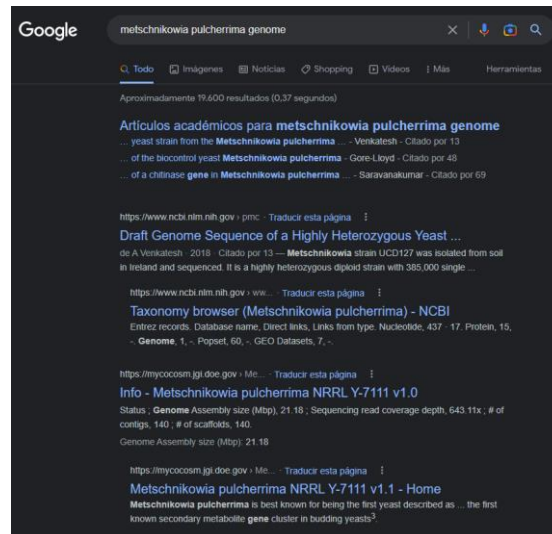 Google
metschnikowia pulcherrima genome
Todo Imágenes Noticias Shopping Vídeos Más Herramientas
Aproximadamente 19.600 resultados (0,37 segundos)
Artículos académicos para metschnikowia pulcherrima genome
... yeast strain from the Metschnikowia pulcherrima ... - Venkatesh - Citado por 13
... of the biocontrol yeast Metschnikowia pulcherrima - Gore-Lloyd - Citado por 48
... of a chitinase gene in Metschnikowia pulcherrima ... - Saravanakumar - Citado por 69
https://www.ncbi.nlm.nih.gov › pmc · Traducir esta página
Draft Genome Sequence of a Highly Heterozygous Yeast ...
de A Venkatesh · 2018 · Citado por 13 — Metschnikowia strain UCD127 was isolated from soil
in Ireland and sequenced. It is a highly heterozygous diploid strain with 385,000 single ...
https://www.ncbi.nlm.nih.gov › ww... · Traducir esta página
Taxonomy browser (Metschnikowia pulcherrima) - NCBI
Entrez records. Database name, Direct links, Links from type. Nucleotide, 437 · 17. Protein, 15,
-. Genome, 1, -. Popset, 60, -. GEO Datasets, 7, -.
https://mycocosm.jgi.doe.gov › Me... · Traducir esta página
Info - Metschnikowia pulcherrima NRRL Y-7111 v1.0
Status ; Genome Assembly size (Mbp), 21.18 ; Sequencing read coverage depth, 643.11x ; # of
contigs, 140 ; # of scaffolds, 140.
Genome Assembly size (Mbp): 21.18
https://mycocosm.jgi.doe.gov › Me... · Traducir esta página
Metschnikowia pulcherrima NRRL Y-7111 v1.1 - Home
Metschnikowia pulcherrima is best known for being the first yeast described as ... the first
known secondary metabolite gene cluster in budding yeasts3.